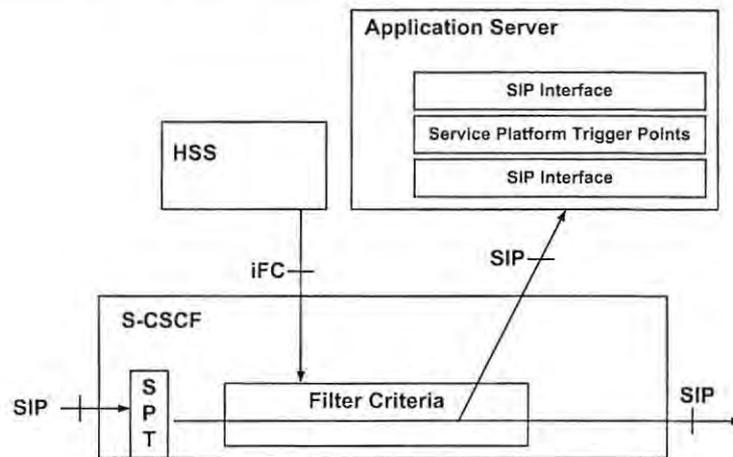 Application Server
SIP Interface
Service Platform Trigger Points
SIP Interface
HSS
iFC
SIP
S-CSCF
S
P
T
SIP
Filter Criteria
SIP